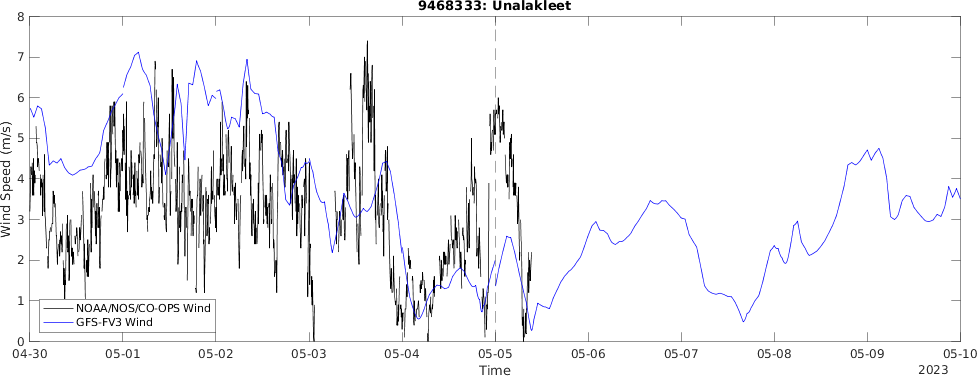 9468333: Unalakleet
8
7
6
5
4
3
2
1
0
Wind Speed (m/s)
NOAA/NOS/CO-OPS Wind
GFS-FV3 Wind
04-30 05-01 05-02 05-03 05-04 05-05 05-06 05-07 05-08 05-09 05-10
Time
2023